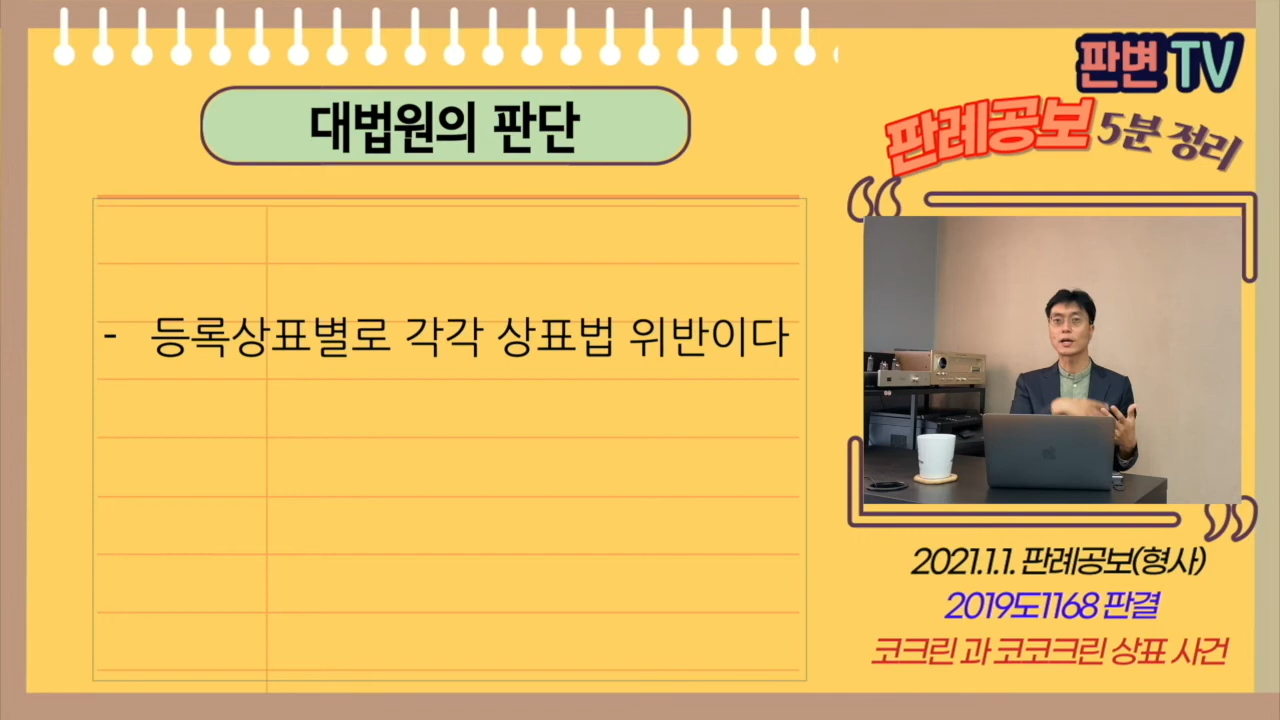 판변 TV
판례공보 5분 정리
대법원의 판단
- 등록상표별로 각각 상표법 위반이다
2021.1.1. 판례공보(형사)
2019도1168 판결
코크린 과 코코크린 상표 사건